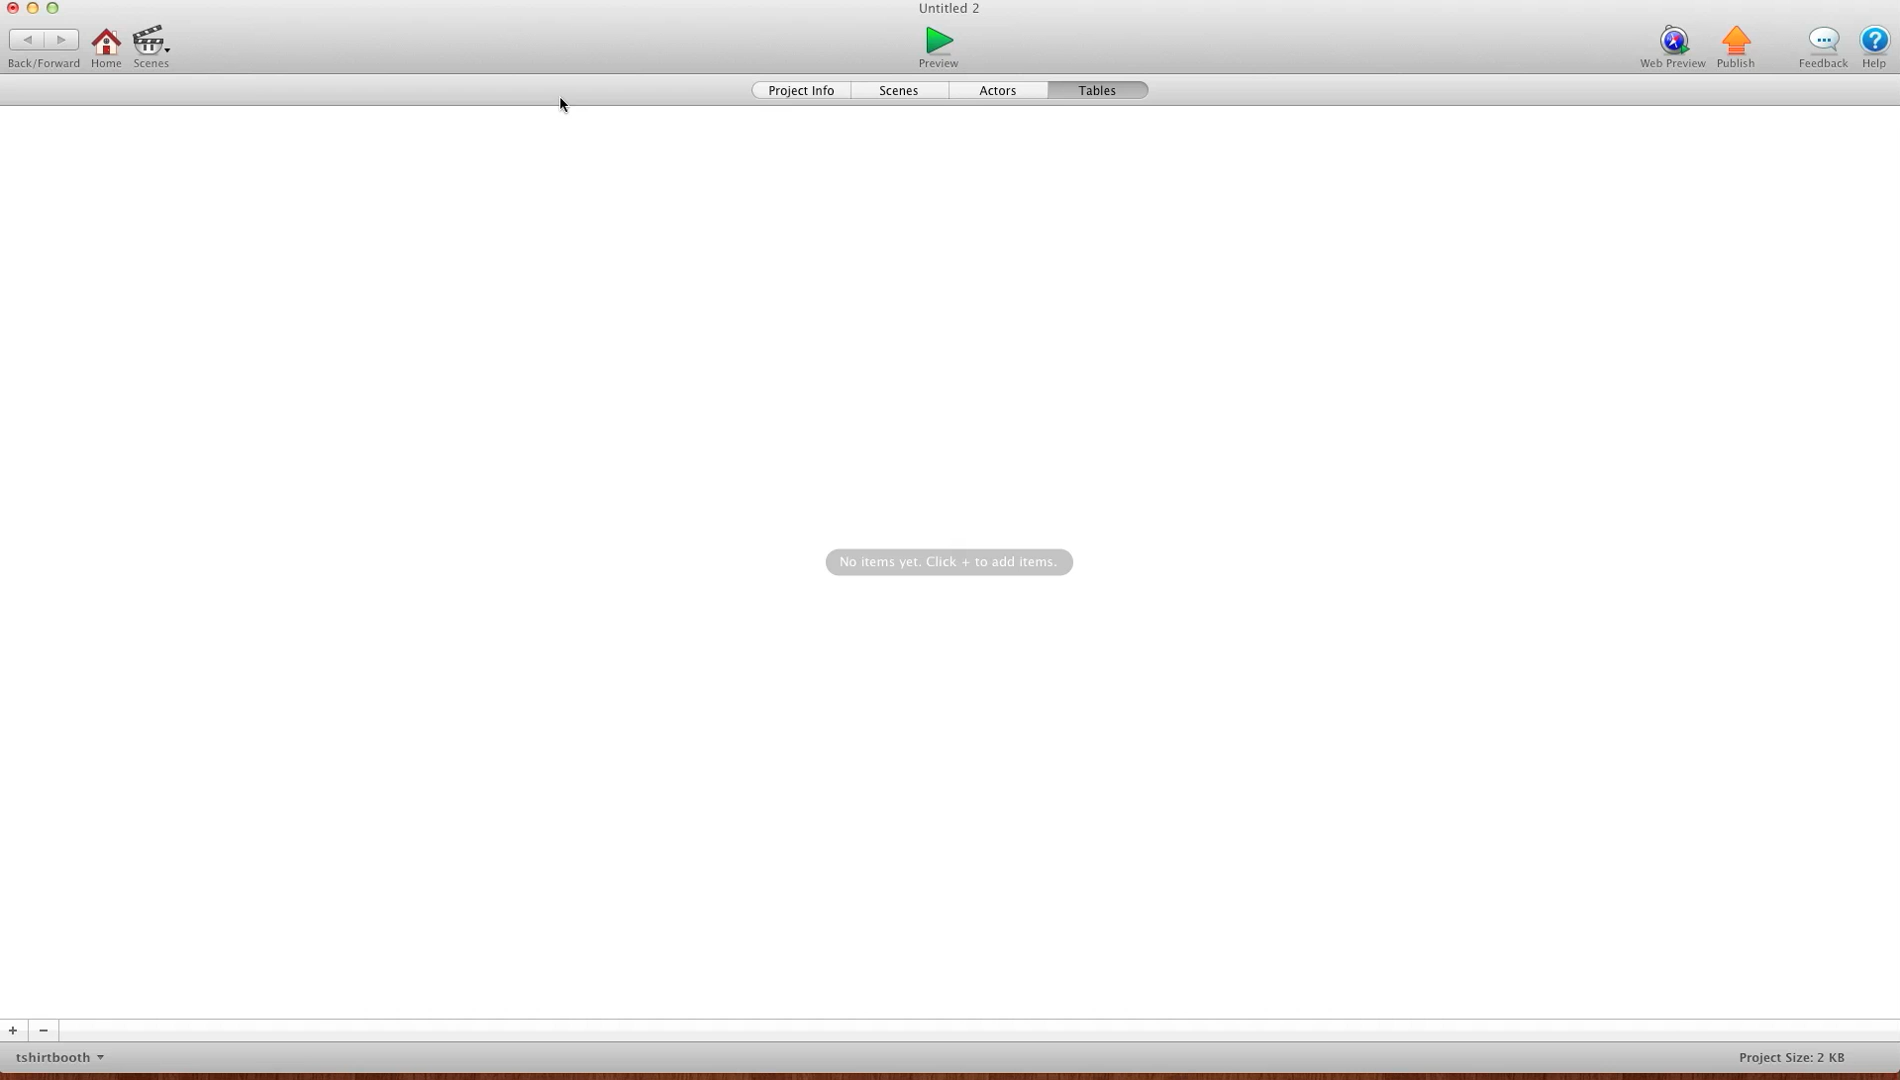 Untitled 2
Back/Forward Home Scenes Preview Web Preview Publish Feedback Help
Project Info Scenes Actors Tables
No items yet. Click + to add items.
+ −
tshirtbooth Project Size: 2 KB